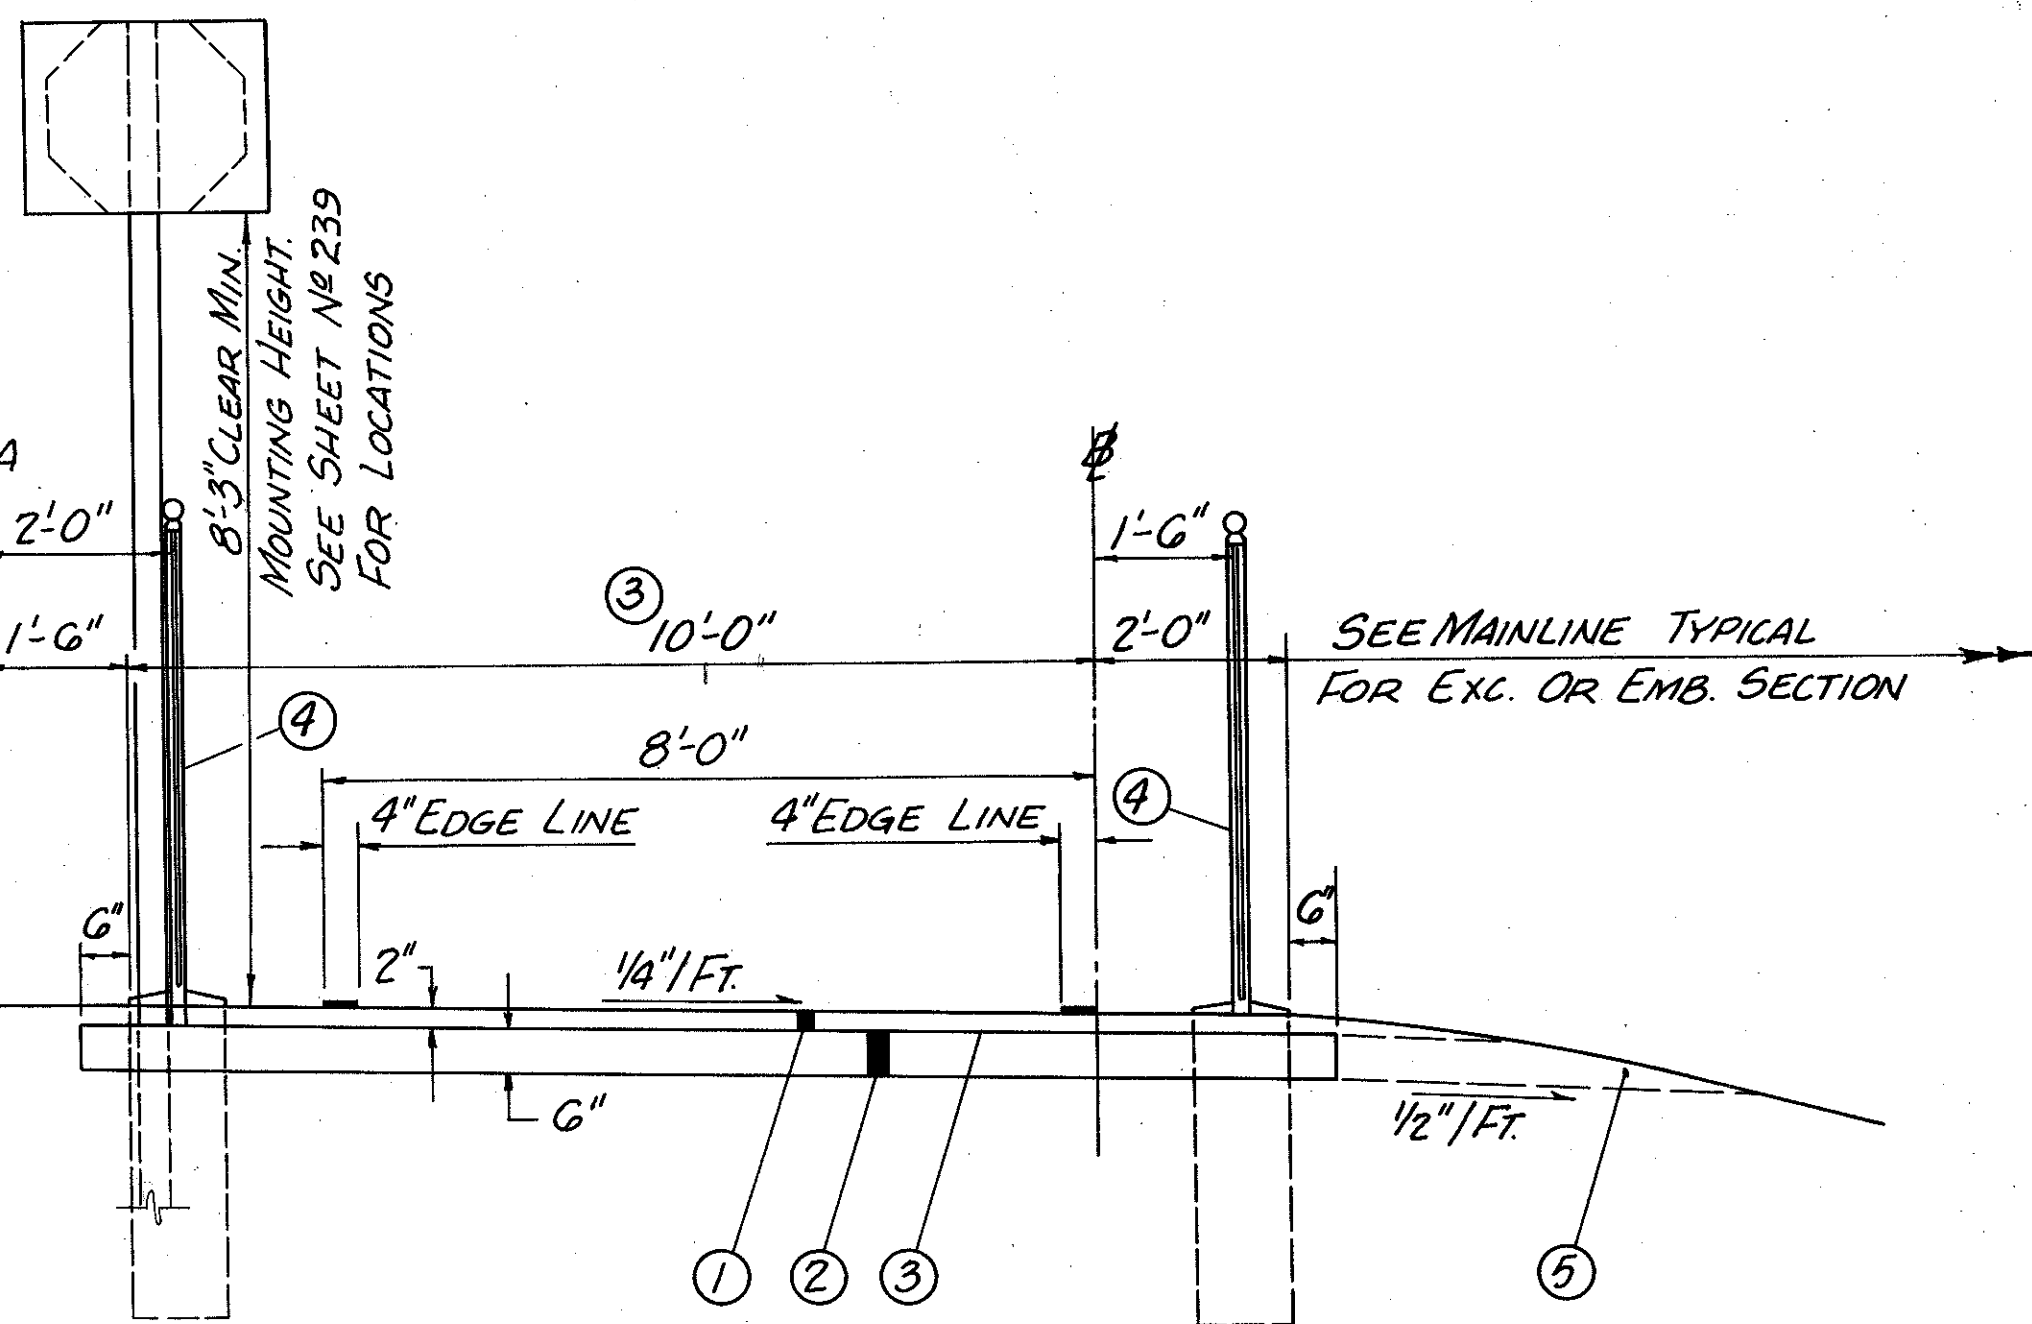 8'-3" CLEAR MIN.
MOUNTING HEIGHT.
SEE SHEET Nº 239
FOR LOCATIONS
A
2'-0"
1'-6"
1'-6"
3
10'-0"
2'-0"
SEE MAINLINE TYPICAL
FOR EXC. OR EMB. SECTION
4
8'-0"
4" EDGE LINE
4" EDGE LINE
4
6"
6"
2"
1/4"/FT.
6"
1/2"/FT.
1
2
3
5